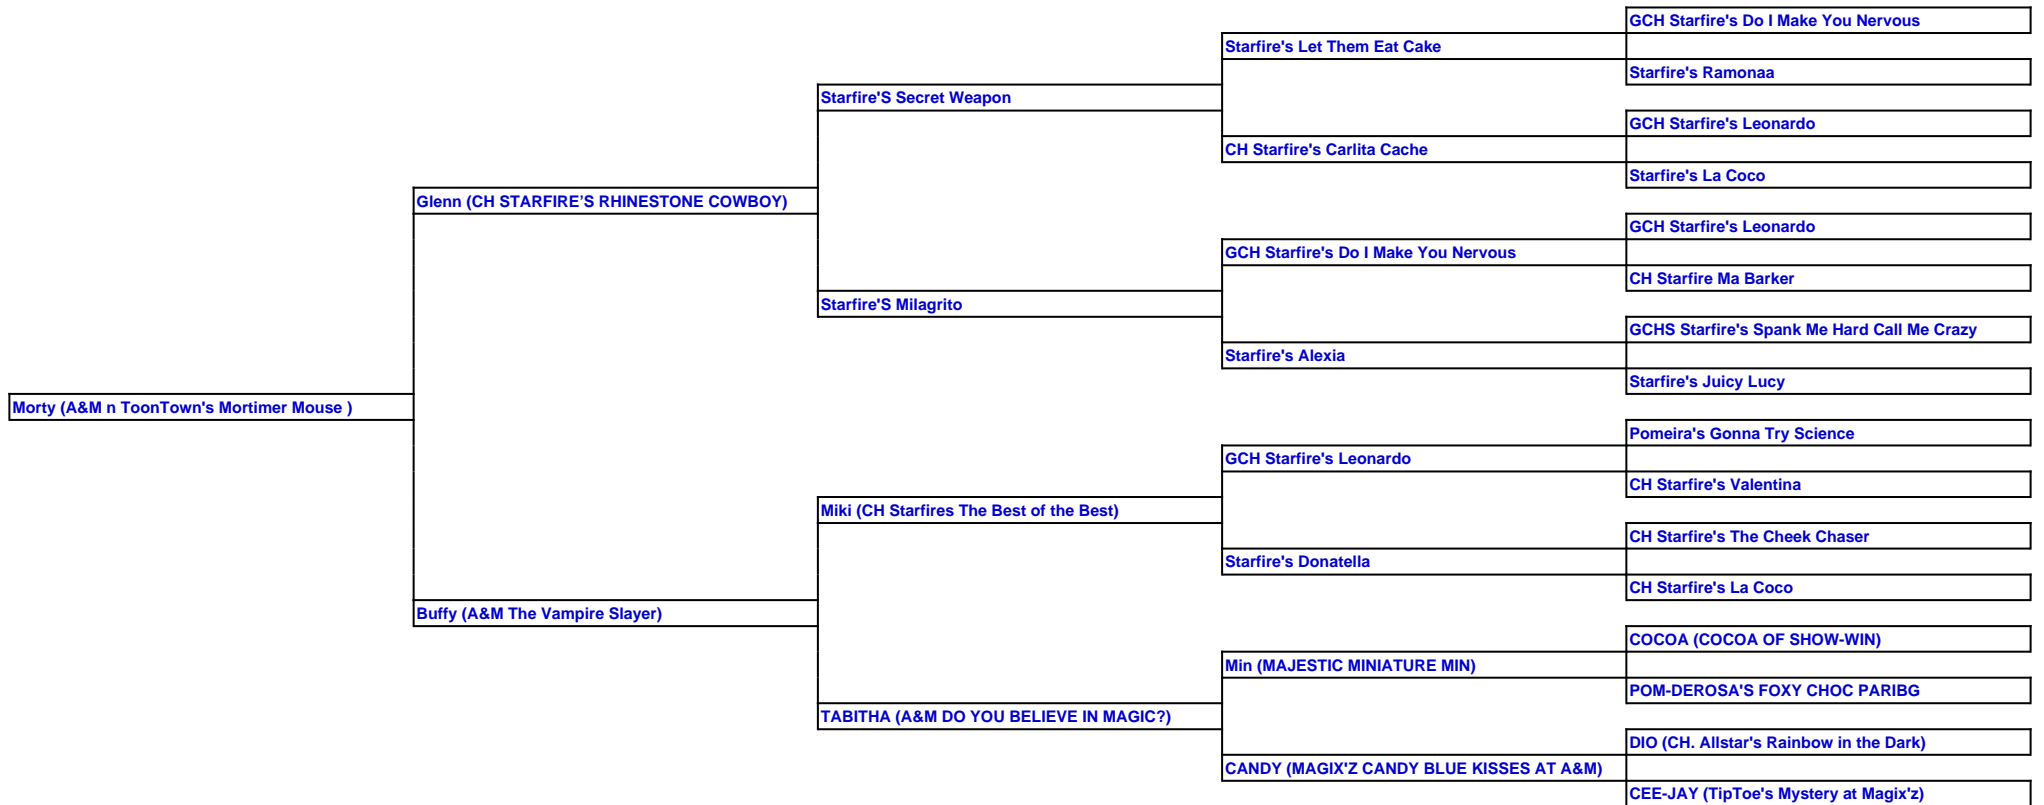 GCH Starfire's Do I Make You Nervous
Starfire's Let Them Eat Cake
Starfire's Ramonaa
Starfire'S Secret Weapon
GCH Starfire's Leonardo
CH Starfire's Carlita Cache
Starfire's La Coco
Glenn (CH STARFIRE’S RHINESTONE COWBOY)
GCH Starfire's Leonardo
GCH Starfire's Do I Make You Nervous
CH Starfire Ma Barker
Starfire'S Milagrito
GCHS Starfire's Spank Me Hard Call Me Crazy
Starfire's Alexia
Starfire's Juicy Lucy
Morty (A&M n ToonTown's Mortimer Mouse )
Pomeira's Gonna Try Science
GCH Starfire's Leonardo
CH Starfire's Valentina
Miki (CH Starfires The Best of the Best)
CH Starfire's The Cheek Chaser
Starfire's Donatella
CH Starfire's La Coco
Buffy (A&M The Vampire Slayer)
COCOA (COCOA OF SHOW-WIN)
Min (MAJESTIC MINIATURE MIN)
POM-DEROSA'S FOXY CHOC PARIBG
TABITHA (A&M DO YOU BELIEVE IN MAGIC?)
DIO (CH. Allstar's Rainbow in the Dark)
CANDY (MAGIX'Z CANDY BLUE KISSES AT A&M)
CEE-JAY (TipToe's Mystery at Magix'z)